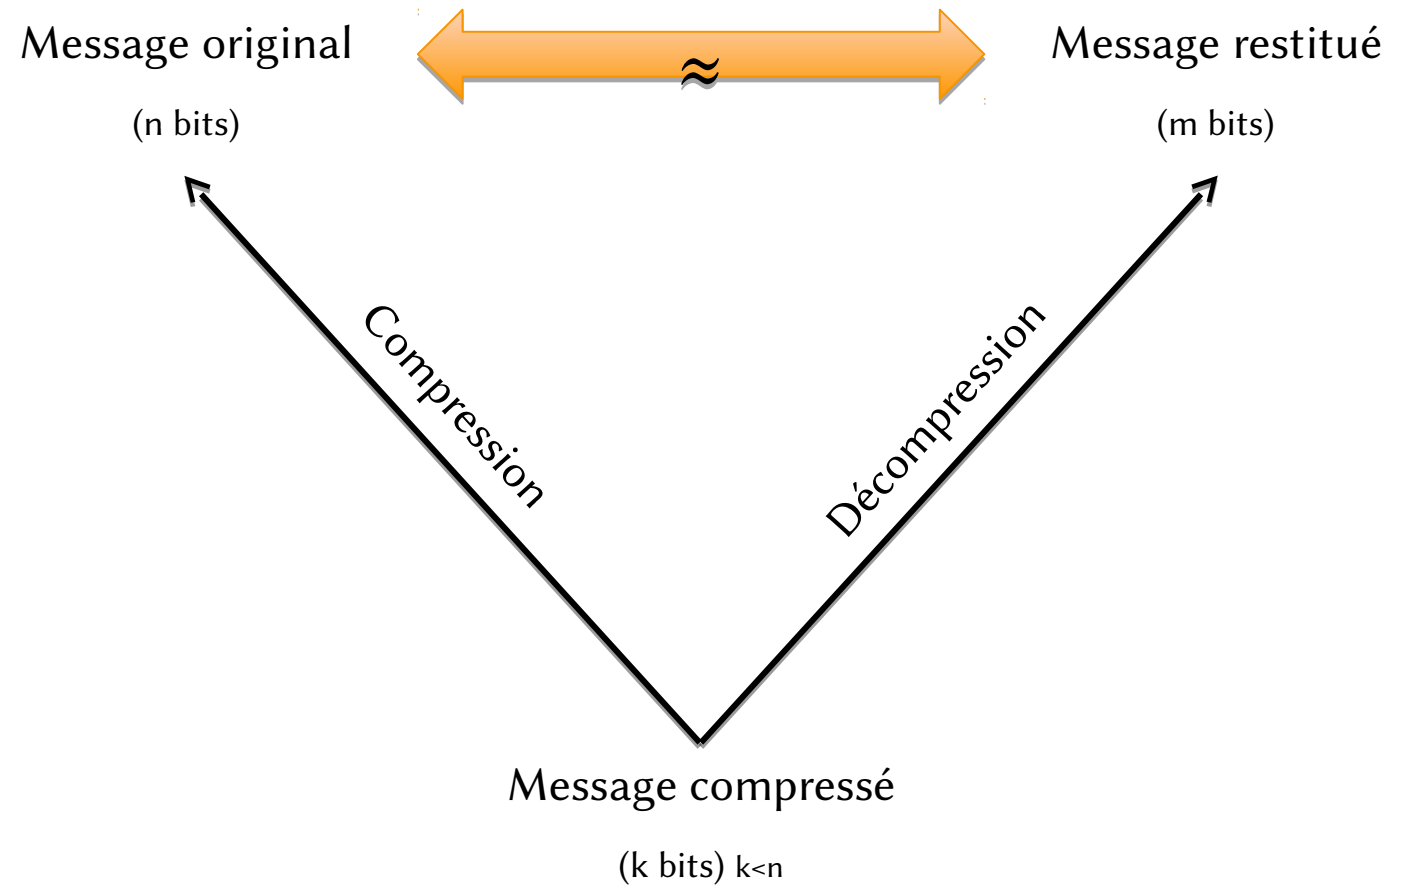 Message original
≈
Message restitué
(n bits)
(m bits)
Compression
Décompression
Message compressé
(k bits) k<n